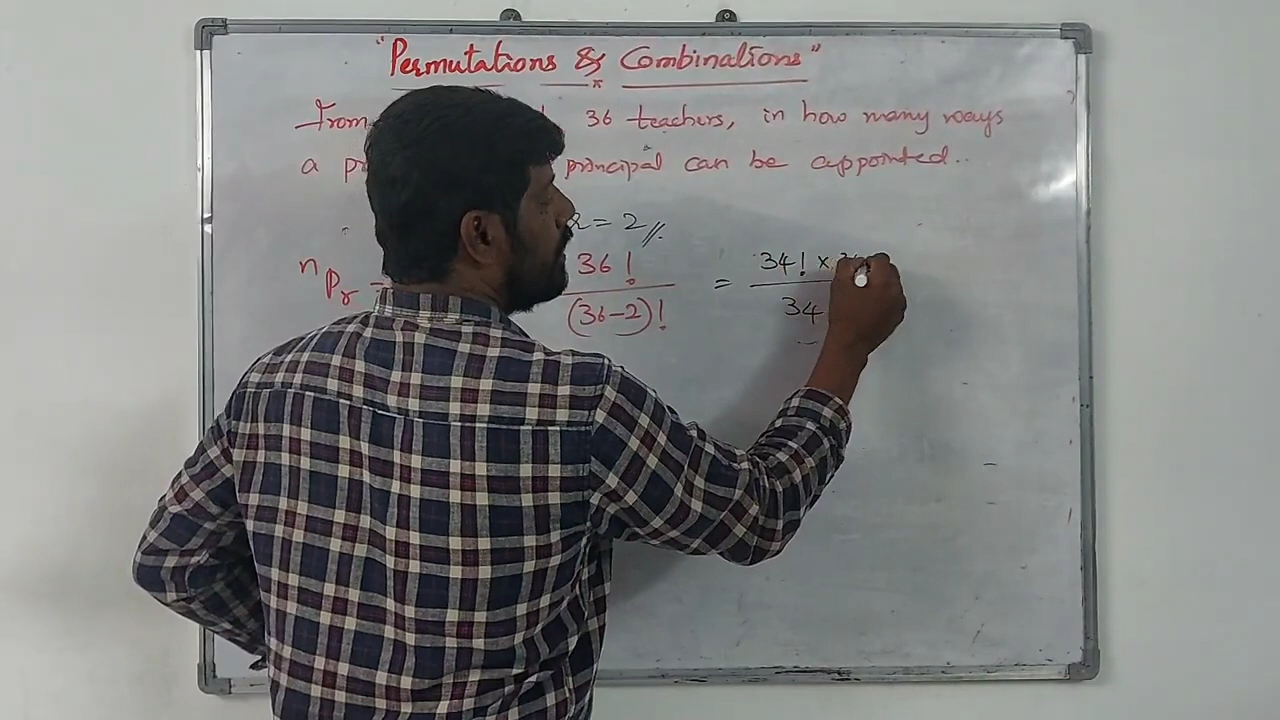 "Permutations & Combinations"
From 36 teachers, in how many ways
a principal can be appointed..
= 2 //.
nPr = 36! / (36-2)! = 34! × / 34